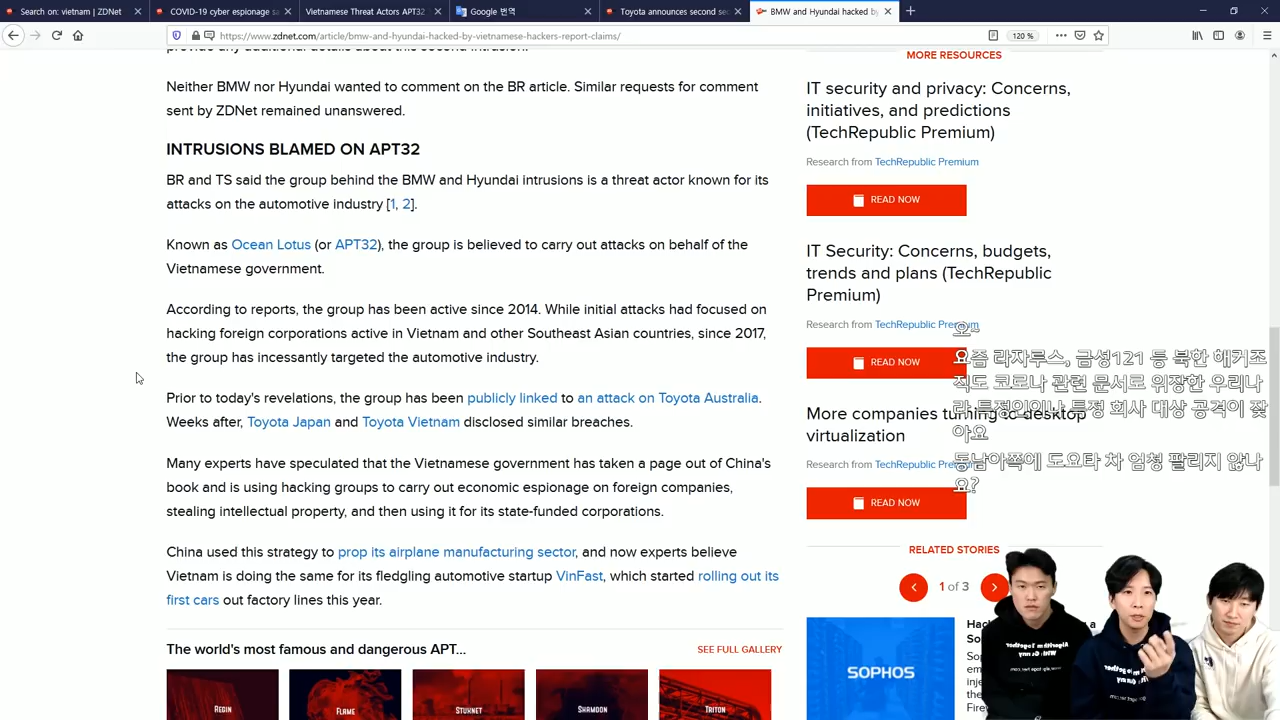 Search on: vietnam | ZDNet
COVID-19 cyber espionage sa
Vietnamese Threat Actors APT32
Google 번역
Toyota announces second sec
BMW and Hyundai hacked by
https://www.zdnet.com/article/bmw-and-hyundai-hacked-by-vietnamese-hackers-report-claims/
120 %
provide any additional details about this second intrusion.
Neither BMW nor Hyundai wanted to comment on the BR article. Similar requests for comment
sent by ZDNet remained unanswered.
INTRUSIONS BLAMED ON APT32
BR and TS said the group behind the BMW and Hyundai intrusions is a threat actor known for its
attacks on the automotive industry [1, 2].
Known as Ocean Lotus (or APT32), the group is believed to carry out attacks on behalf of the
Vietnamese government.
According to reports, the group has been active since 2014. While initial attacks had focused on
hacking foreign corporations active in Vietnam and other Southeast Asian countries, since 2017,
the group has incessantly targeted the automotive industry.
Prior to today's revelations, the group has been publicly linked to an attack on Toyota Australia.
Weeks after, Toyota Japan and Toyota Vietnam disclosed similar breaches.
Many experts have speculated that the Vietnamese government has taken a page out of China's
book and is using hacking groups to carry out economic espionage on foreign companies,
stealing intellectual property, and then using it for its state-funded corporations.
China used this strategy to prop its airplane manufacturing sector, and now experts believe
Vietnam is doing the same for its fledgling automotive startup VinFast, which started rolling out its
first cars out factory lines this year.
The world's most famous and dangerous APT...
SEE FULL GALLERY
REGIN
FLAME
STUXNET
SHAMOON
TRITON
MORE RESOURCES
IT security and privacy: Concerns,
initiatives, and predictions
(TechRepublic Premium)
Research from TechRepublic Premium
READ NOW
IT Security: Concerns, budgets,
trends and plans (TechRepublic
Premium)
Research from TechRepublic Premium
READ NOW
More companies turning to desktop
virtualization
Research from TechRepublic
READ NOW
오~
요즘 라자루스, 금성121 등 북한 해커조
직도 코로나 관련 문서로 위장한 우리나
라 특정인이나 특정 회사 대상 공격이 잦
아요
동남아쪽에 도요타 차 엄청 팔리지 않나
요?
RELATED STORIES
1 of 3
SOPHOS